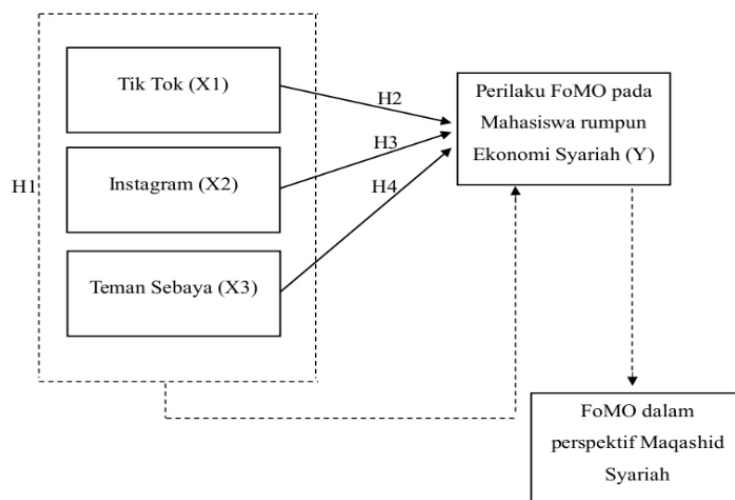 Tik Tok (X1)
H2
Perilaku FoMO pada
Mahasiswa rumpun
Ekonomi Syariah (Y)
H3
H1
Instagram (X2)
H4
Teman Sebaya (X3)
FoMO dalam
perspektif Maqashid
Syariah